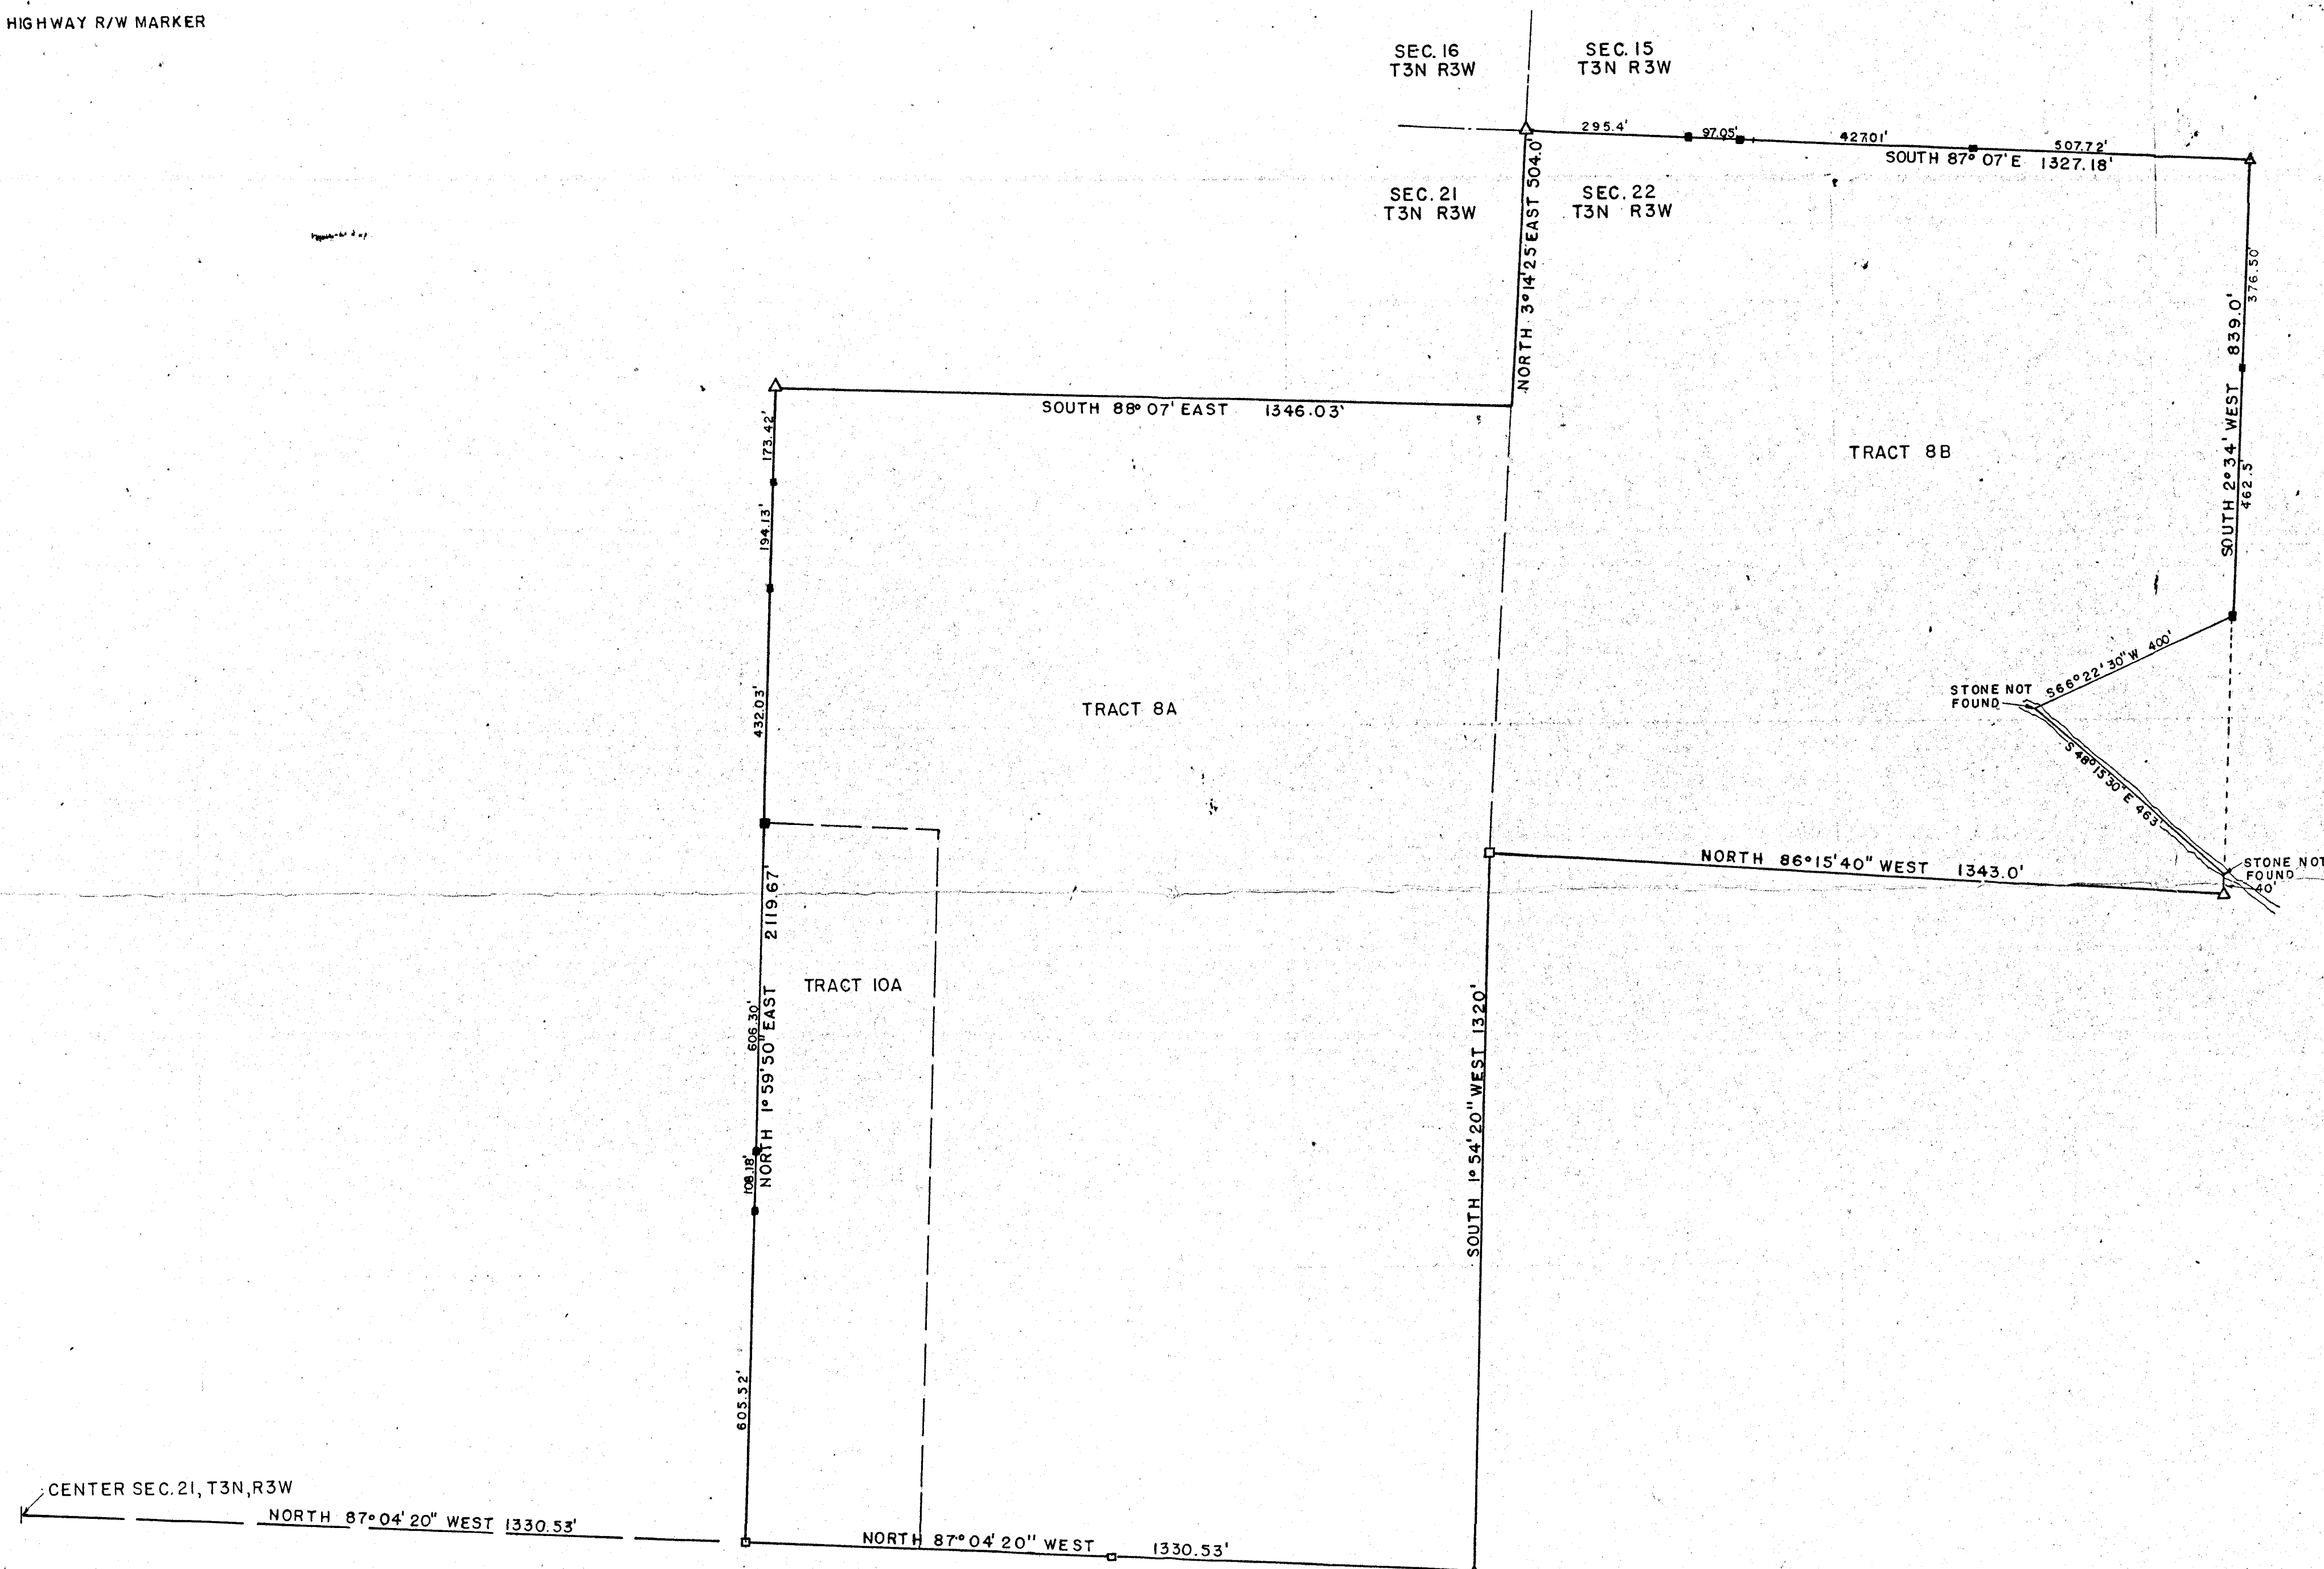 HIGHWAY R/W MARKER
SEC. 16
T3N R3W
SEC. 15
T3N R3W
295.4'
97.05'
427.01'
507.72'
SOUTH 87° 07' E 1327.18'
SEC. 21
T3N R3W
SEC. 22
T3N R3W
NORTH 3° 14' 25" EAST 504.0'
376.50'
SOUTH 2° 34' WEST 839.0'
462.5'
SOUTH 88° 07' EAST 1346.03'
173.42'
194.13'
432.03'
TRACT 8B
TRACT 8A
S66° 22' 30" W 400'
STONE NOT
FOUND
S 48° 15' 30" E 463'
NORTH 86° 15' 40" WEST 1343.0'
STONE NOT
FOUND
40'
NORTH 1° 59' 50" EAST 2119.67'
TRACT 10A
606.30'
108.18'
605.52'
SOUTH 1° 54' 20" WEST 1320'
CENTER SEC. 21, T3N, R3W
NORTH 87° 04' 20" WEST 1330.53'
NORTH 87° 04' 20" WEST 1330.53'